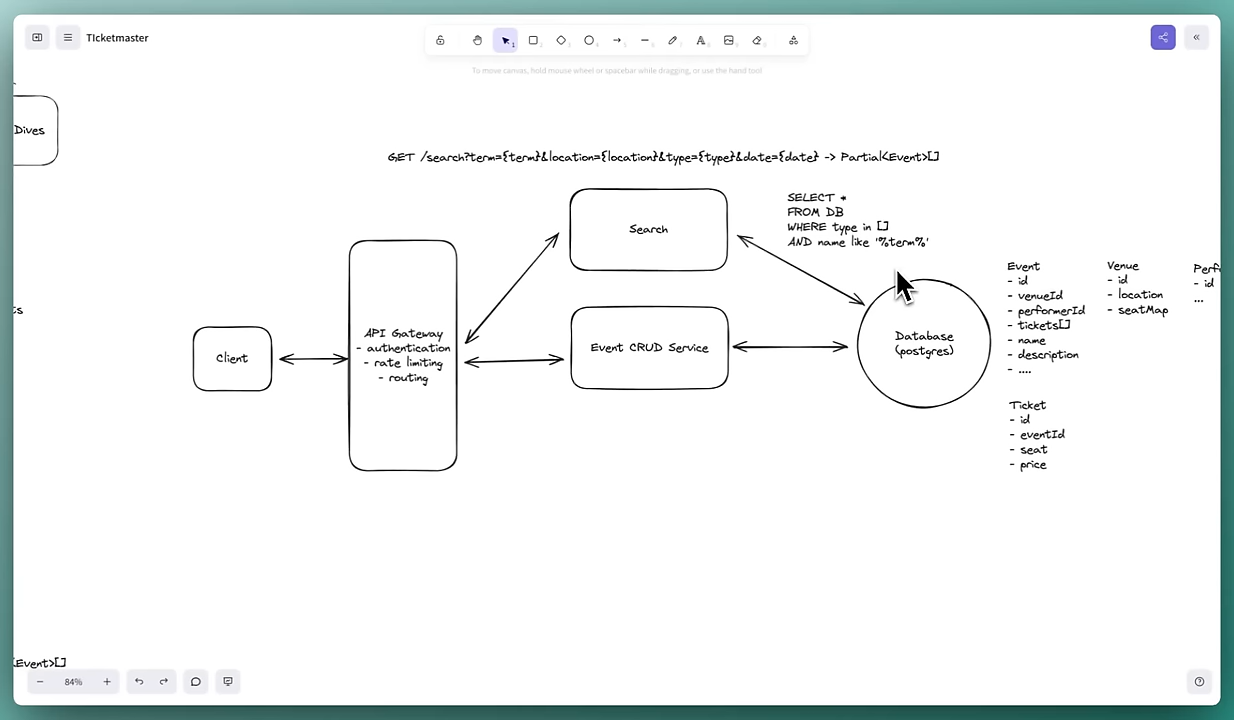 TIcketmaster
To move canvas, hold mouse wheel or spacebar while dragging, or use the hand tool
Dives
GET /search?term={term}&location={location}&type={type}&date={date} -> Partial<Event>[]
SELECT *
FROM DB
WHERE type in []
AND name like '%term%'
Search
Event
- id
- venueId
- performerId
- tickets[]
- name
- description
- ....
Venue
- id
- location
- seatMap
Perf
- id
...
API Gateway
- authentication
- rate limiting
- routing
Client
Event CRUD Service
Database
(postgres)
Ticket
- id
- eventId
- seat
- price
<Event>[]
84%